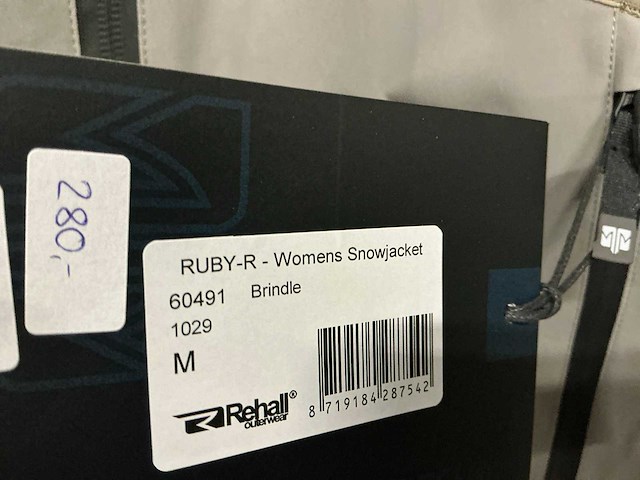 280,-
RUBY-R - Womens Snowjacket
60491 Brindle
1029
M
Rehall®
outerwear
8 719184 287542